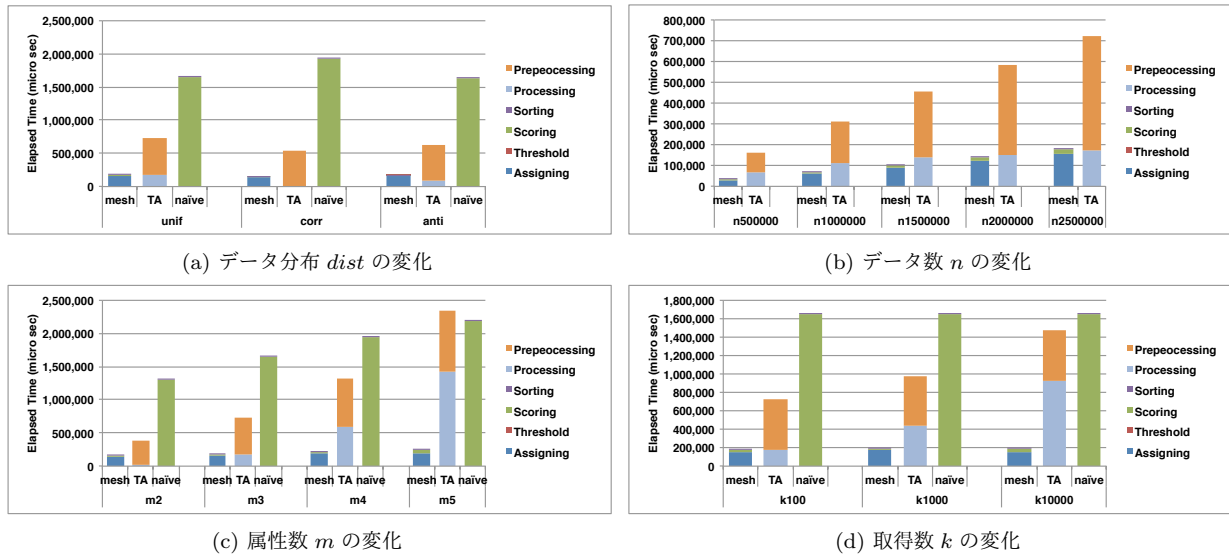 2,500,000
2,000,000
1,500,000
1,000,000
500,000
0
Elapsed Time (micro sec)
mesh TA naïve mesh TA naïve mesh TA naïve
unif corr anti
Prepeocessing
Processing
Sorting
Scoring
Threshold
Assigning
(a) データ分布 dist の変化
800,000
700,000
600,000
500,000
400,000
300,000
200,000
100,000
0
Elapsed Time (micro sec)
mesh TA mesh TA mesh TA mesh TA mesh TA
n500000 n1000000 n1500000 n2000000 n2500000
Prepeocessing
Processing
Sorting
Scoring
Threshold
Assigning
(b) データ数 n の変化
2,500,000
2,000,000
1,500,000
1,000,000
500,000
0
Elapsed Time (micro sec)
mesh TA naïve mesh TA naïve mesh TA naïve mesh TA naïve
m2 m3 m4 m5
Prepeocessing
Processing
Sorting
Scoring
Threshold
Assigning
(c) 属性数 m の変化
1,800,000
1,600,000
1,400,000
1,200,000
1,000,000
800,000
600,000
400,000
200,000
0
Elapsed Time (micro sec)
mesh TA naïve mesh TA naïve mesh TA naïve
k100 k1000 k10000
Prepeocessing
Processing
Sorting
Scoring
Threshold
Assigning
(d) 取得数 k の変化